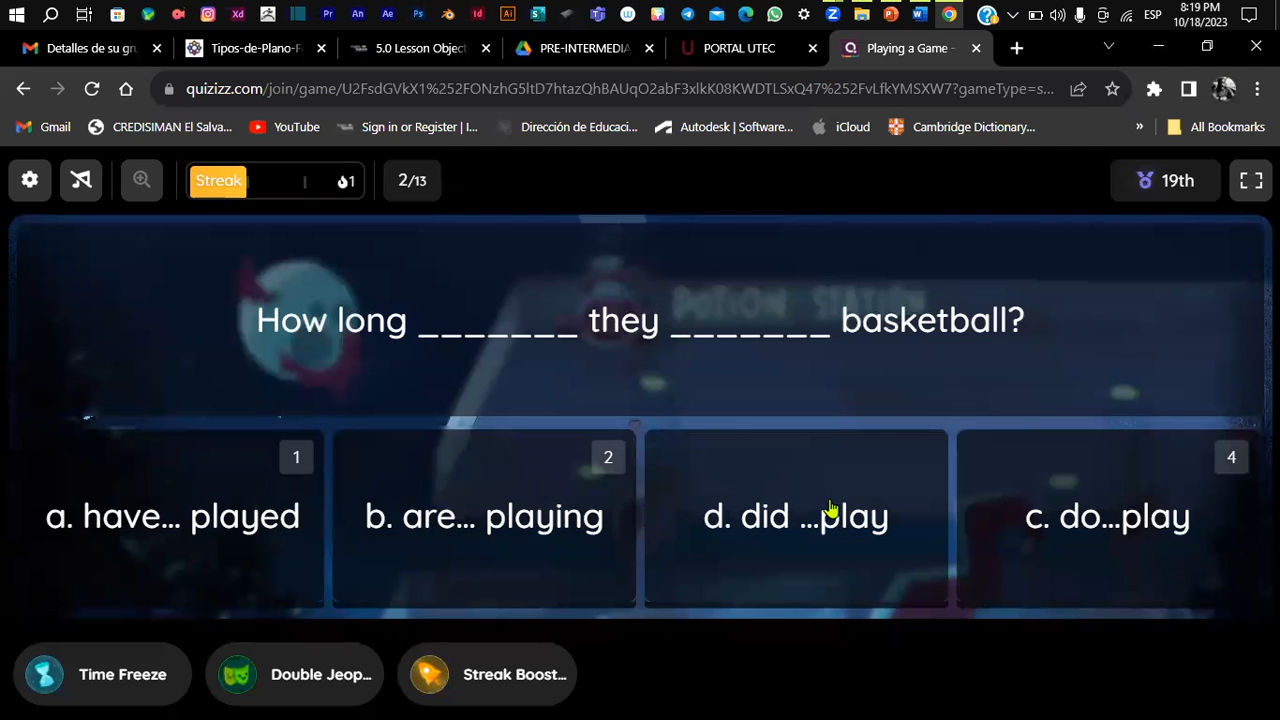 8:19 PM
ESP
10/18/2023
Detalles de su gru
Tipos-de-Plano-F
5.0 Lesson Object
PRE-INTERMEDIA
PORTAL UTEC
Playing a Game -
quizizz.com/join/game/U2FsdGVkX1%252FONzhG5ltD7htazQhBAUqO2abF3xlkK08KWDTLSxQ47%252FvLfkYMSXW7?gameType=s...
Gmail
CREDISIMAN El Salva...
YouTube
Sign in or Register | I...
Dirección de Educaci...
Autodesk | Software...
iCloud
Cambridge Dictionary...
»
All Bookmarks
Streak
1
2/13
19th
POTION STATION
How long _______ they _______ basketball?
1
2
4
a. have... played
b. are... playing
d. did ...play
c. do...play
Time Freeze
Double Jeop...
Streak Boost...